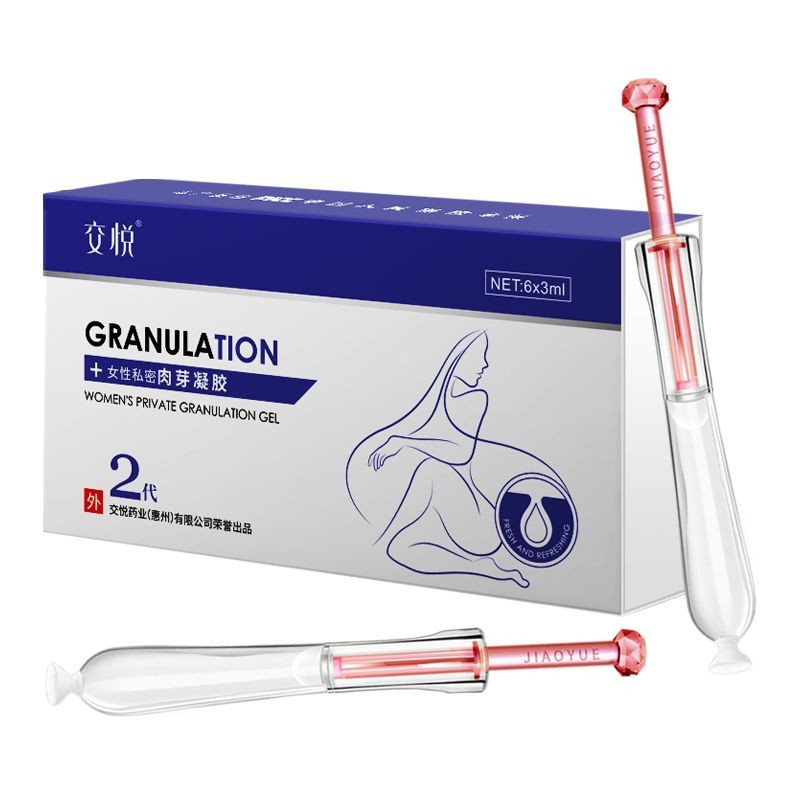 交悦®
NET:6x3ml
GRANULATION
+ 女性私密肉芽凝胶
WOMEN'S PRIVATE GRANULATION GEL
外 2代
交悦药业(惠州)有限公司荣誉出品
FRESH AND REFRESHING
JIAOYUE
JIAOYUE